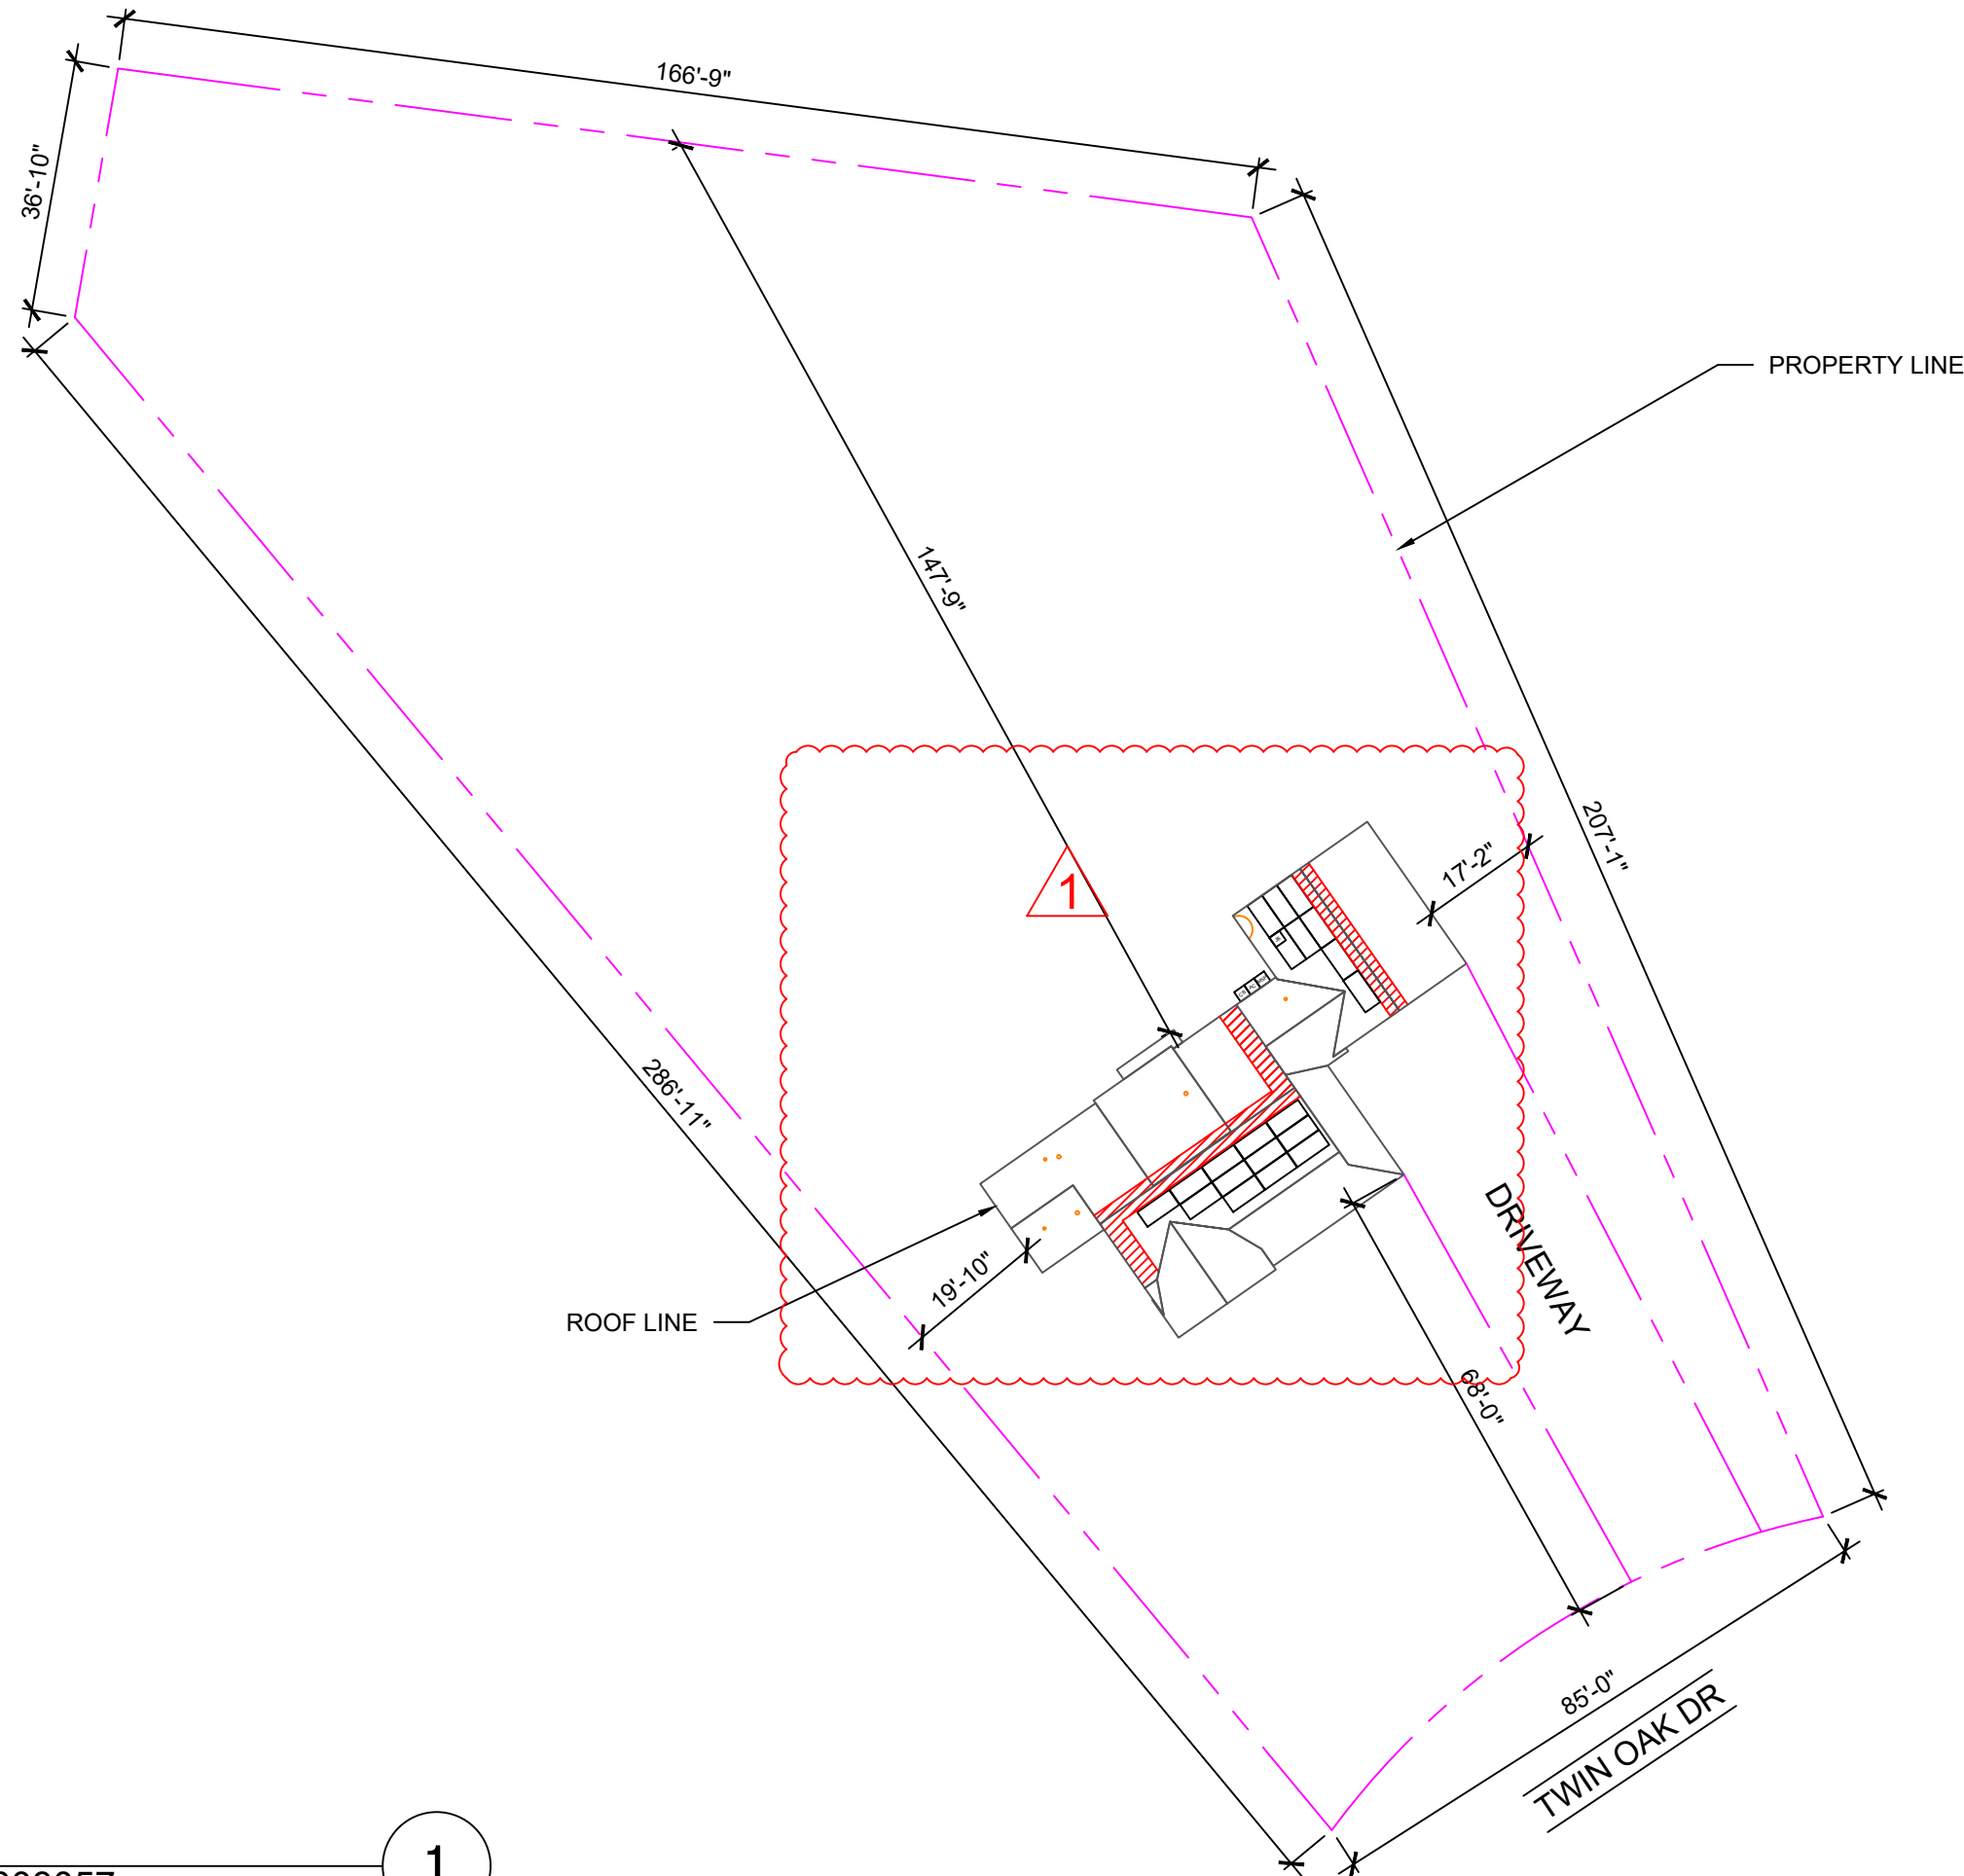 166'-9"
36'-10"
PROPERTY LINE
147'-9"
207'-1"
17'-2"
1
286'-11"
DRIVEWAY
19'-10"
ROOF LINE
68'-0"
85'-0"
TWIN OAK DR
1